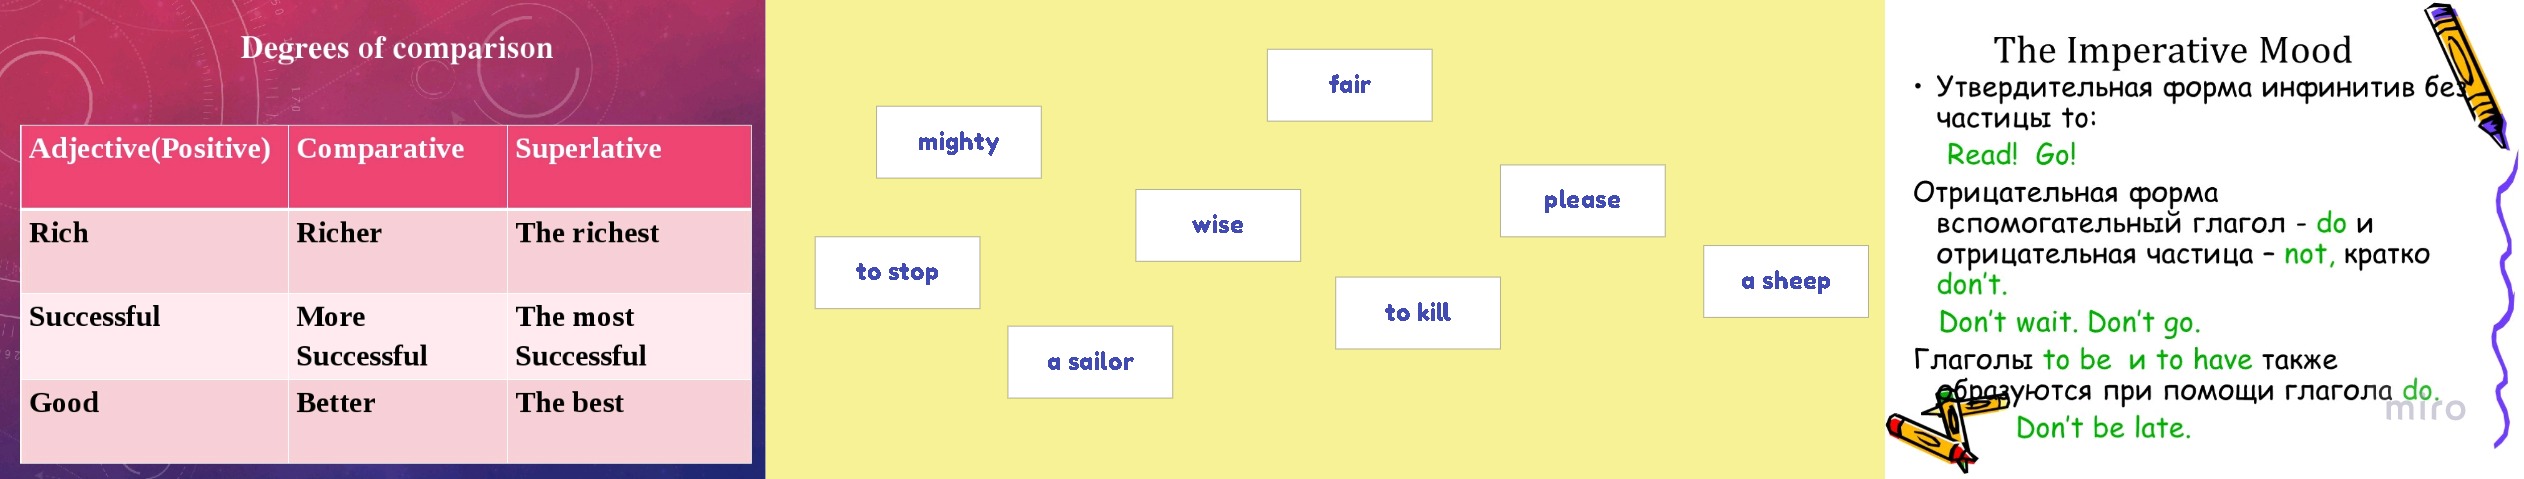 Degrees of comparison
Adjective(Positive) Comparative Superlative
Rich Richer The richest
Successful More Successful The most Successful
Good Better The best
fair
mighty
please
wise
to stop
a sheep
to kill
a sailor
The Imperative Mood
• Утвердительная форма инфинитив без
частицы to:
Read! Go!
Отрицательная форма
вспомогательный глагол - do и
отрицательная частица – not, кратко
don't.
Don't wait. Don't go.
Глаголы to be и to have также
образуются при помощи глагола do.
miro
Don't be late.